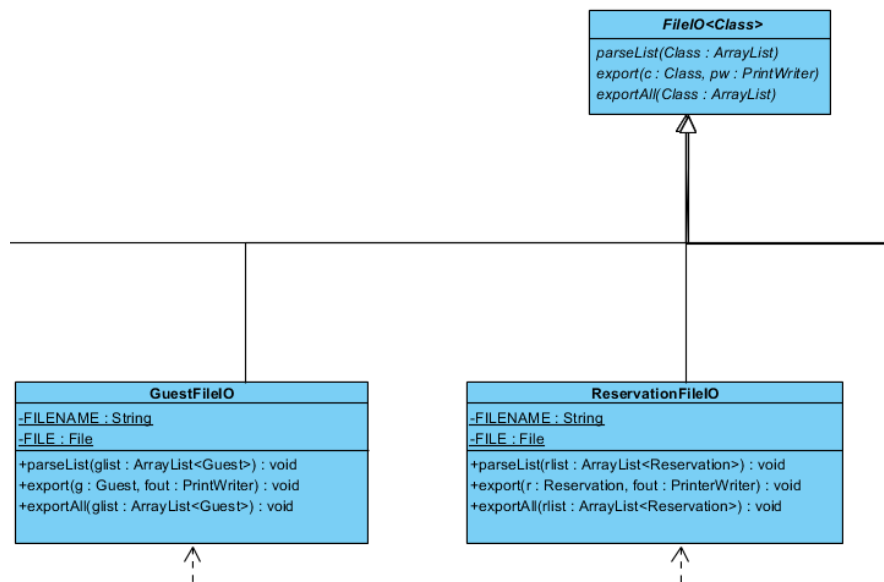 FileIO<Class>
parseList(Class : ArrayList)
export(c : Class, pw : PrintWriter)
exportAll(Class : ArrayList)
GuestFileIO
-FILENAME : String
-FILE : File
+parseList(glist : ArrayList<Guest>) : void
+export(g : Guest, fout : PrintWriter) : void
+exportAll(glist : ArrayList<Guest>) : void
ReservationFileIO
-FILENAME : String
-FILE : File
+parseList(rlist : ArrayList<Reservation>) : void
+export(r : Reservation, fout : PrinterWriter) : void
+exportAll(rlist : ArrayList<Reservation>) : void